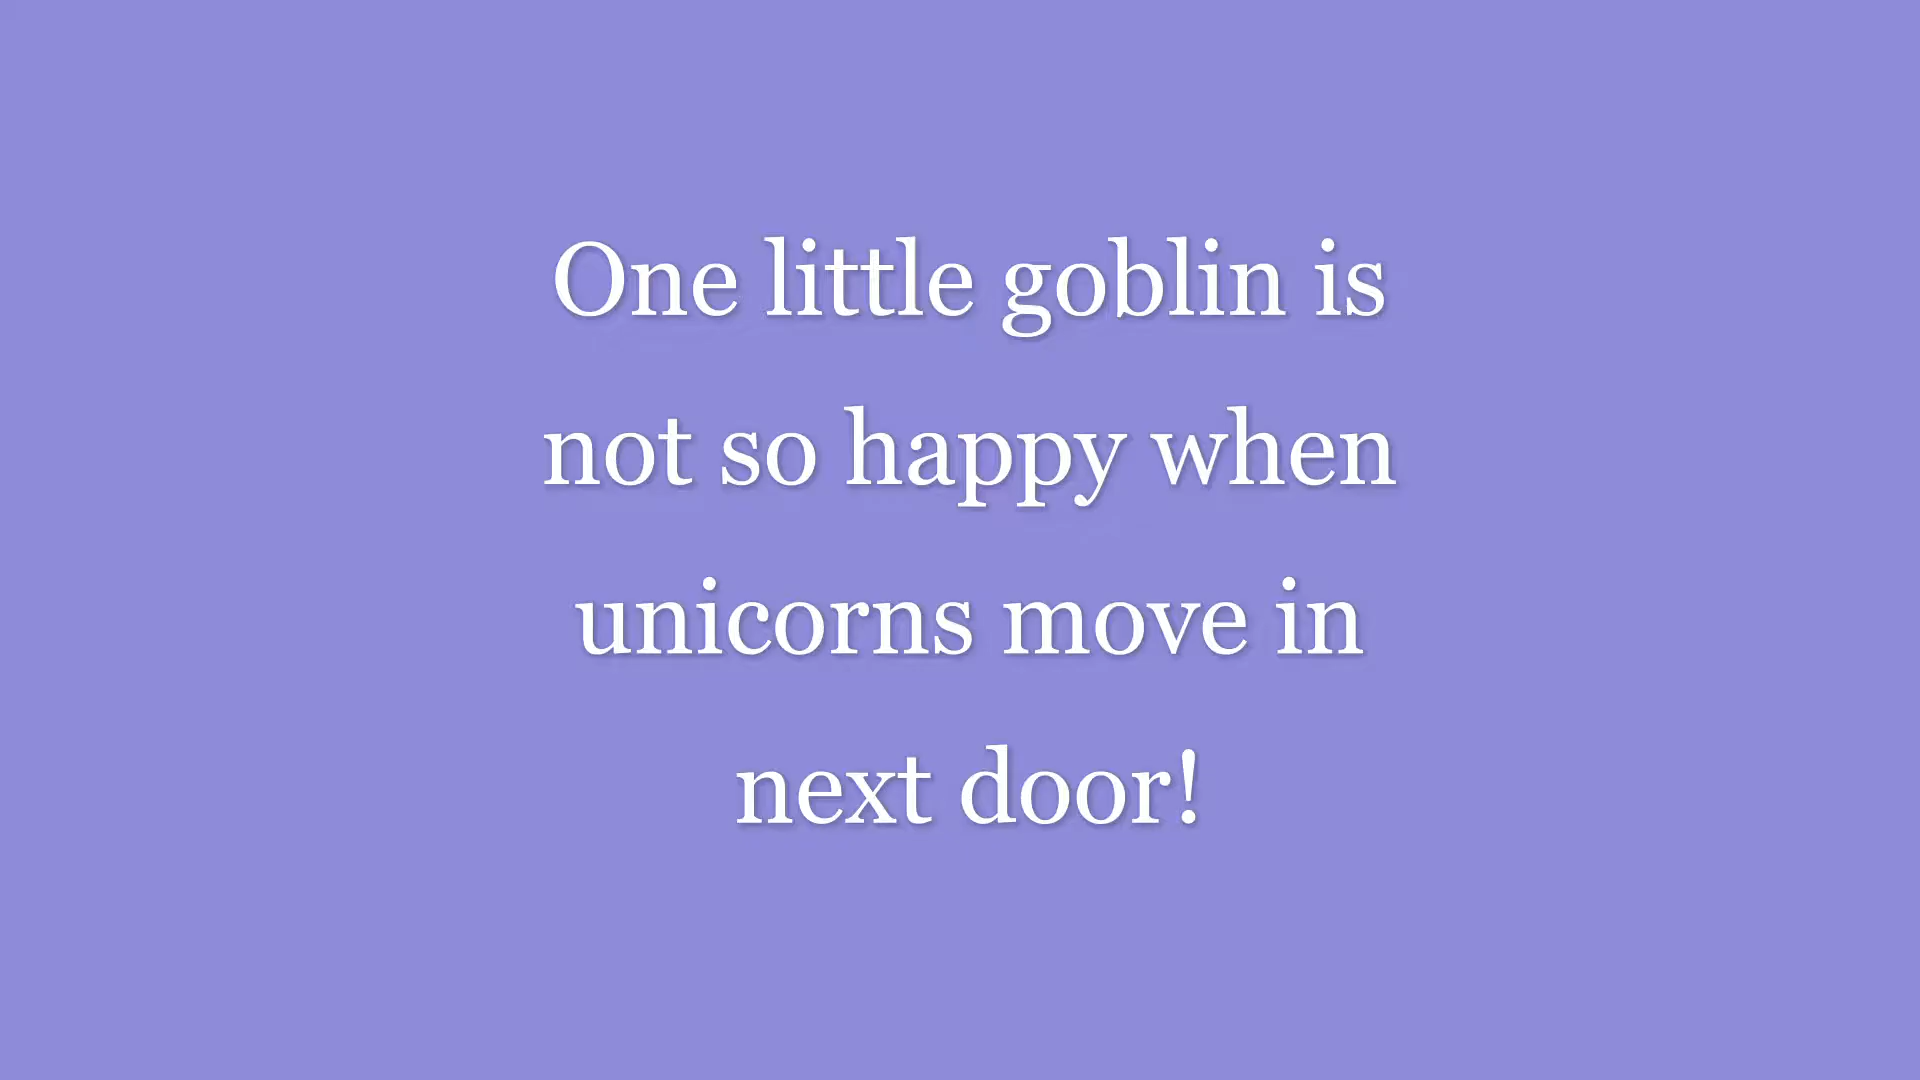 One little goblin is
not so happy when
unicorns move in
next door!